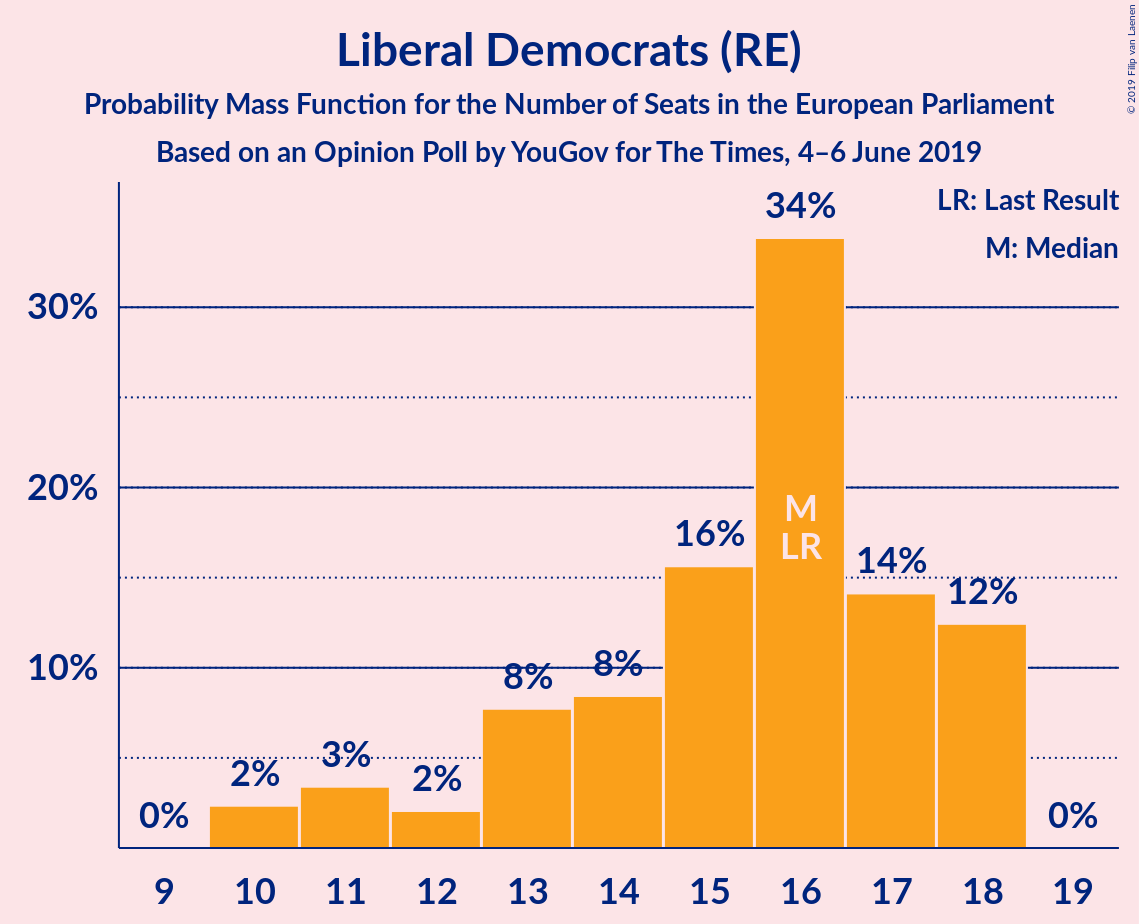 Liberal Democrats (RE)
Probability Mass Function for the Number of Seats in the European Parliament
Based on an Opinion Poll by YouGov for The Times, 4–6 June 2019
© 2019 Filip van Laenen
LR: Last Result
M: Median
34%
30%
20%
M
16%
LR
14%
12%
10%
8%
8%
3%
2%
2%
0%
0%
9 10 11 12 13 14 15 16 17 18 19